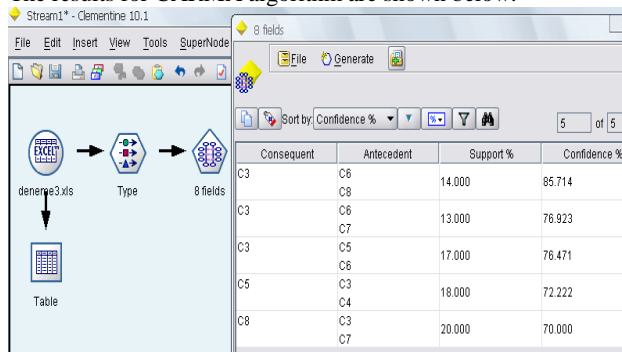 The results for CARMA algorithm are shown below.
Stream1* - Clementine 10.1
File Edit Insert View Tools SuperNode
EXCEL
deneme3.xls
Type
8 fields
Table
8 fields
File Generate
Sort by: Confidence % %
5 of 5
Consequent Antecedent Support % Confidence %
C3 C6 C8 14.000 85.714
C3 C6 C7 13.000 76.923
C3 C5 C6 17.000 76.471
C5 C3 C4 18.000 72.222
C8 C3 C7 20.000 70.000